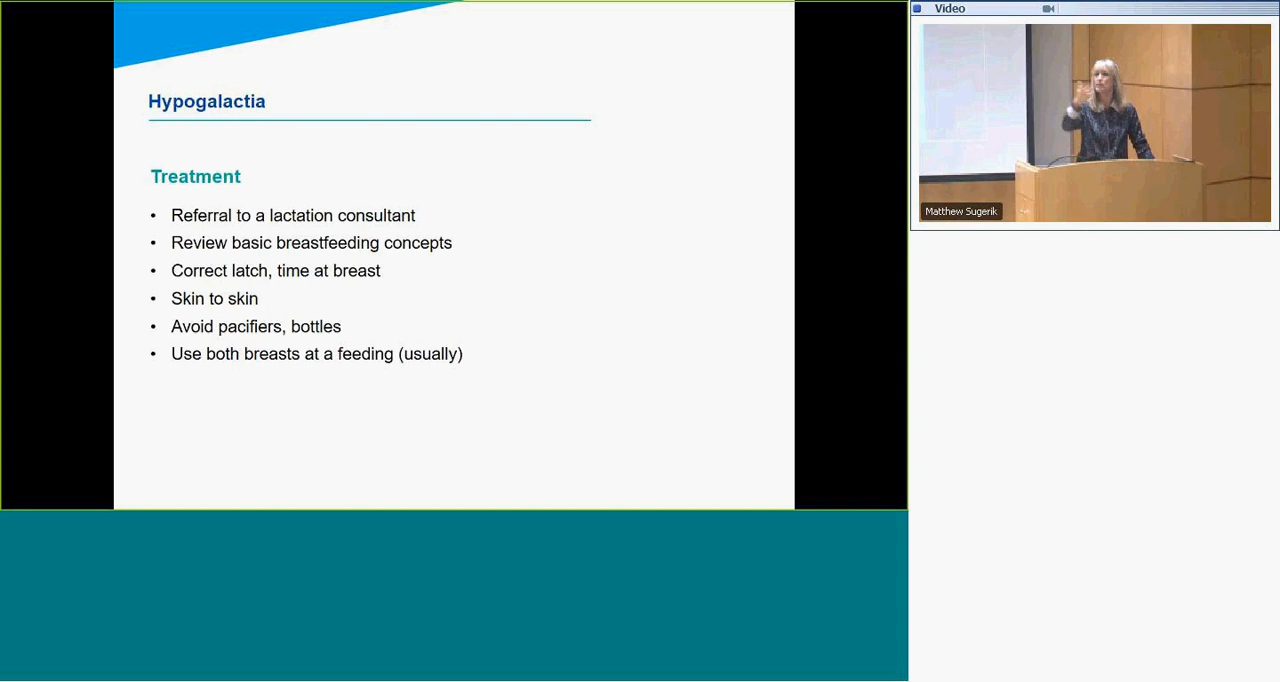 Hypogalactia
Treatment
• Referral to a lactation consultant
• Review basic breastfeeding concepts
• Correct latch, time at breast
• Skin to skin
• Avoid pacifiers, bottles
• Use both breasts at a feeding (usually)
Video
Matthew Sugerik